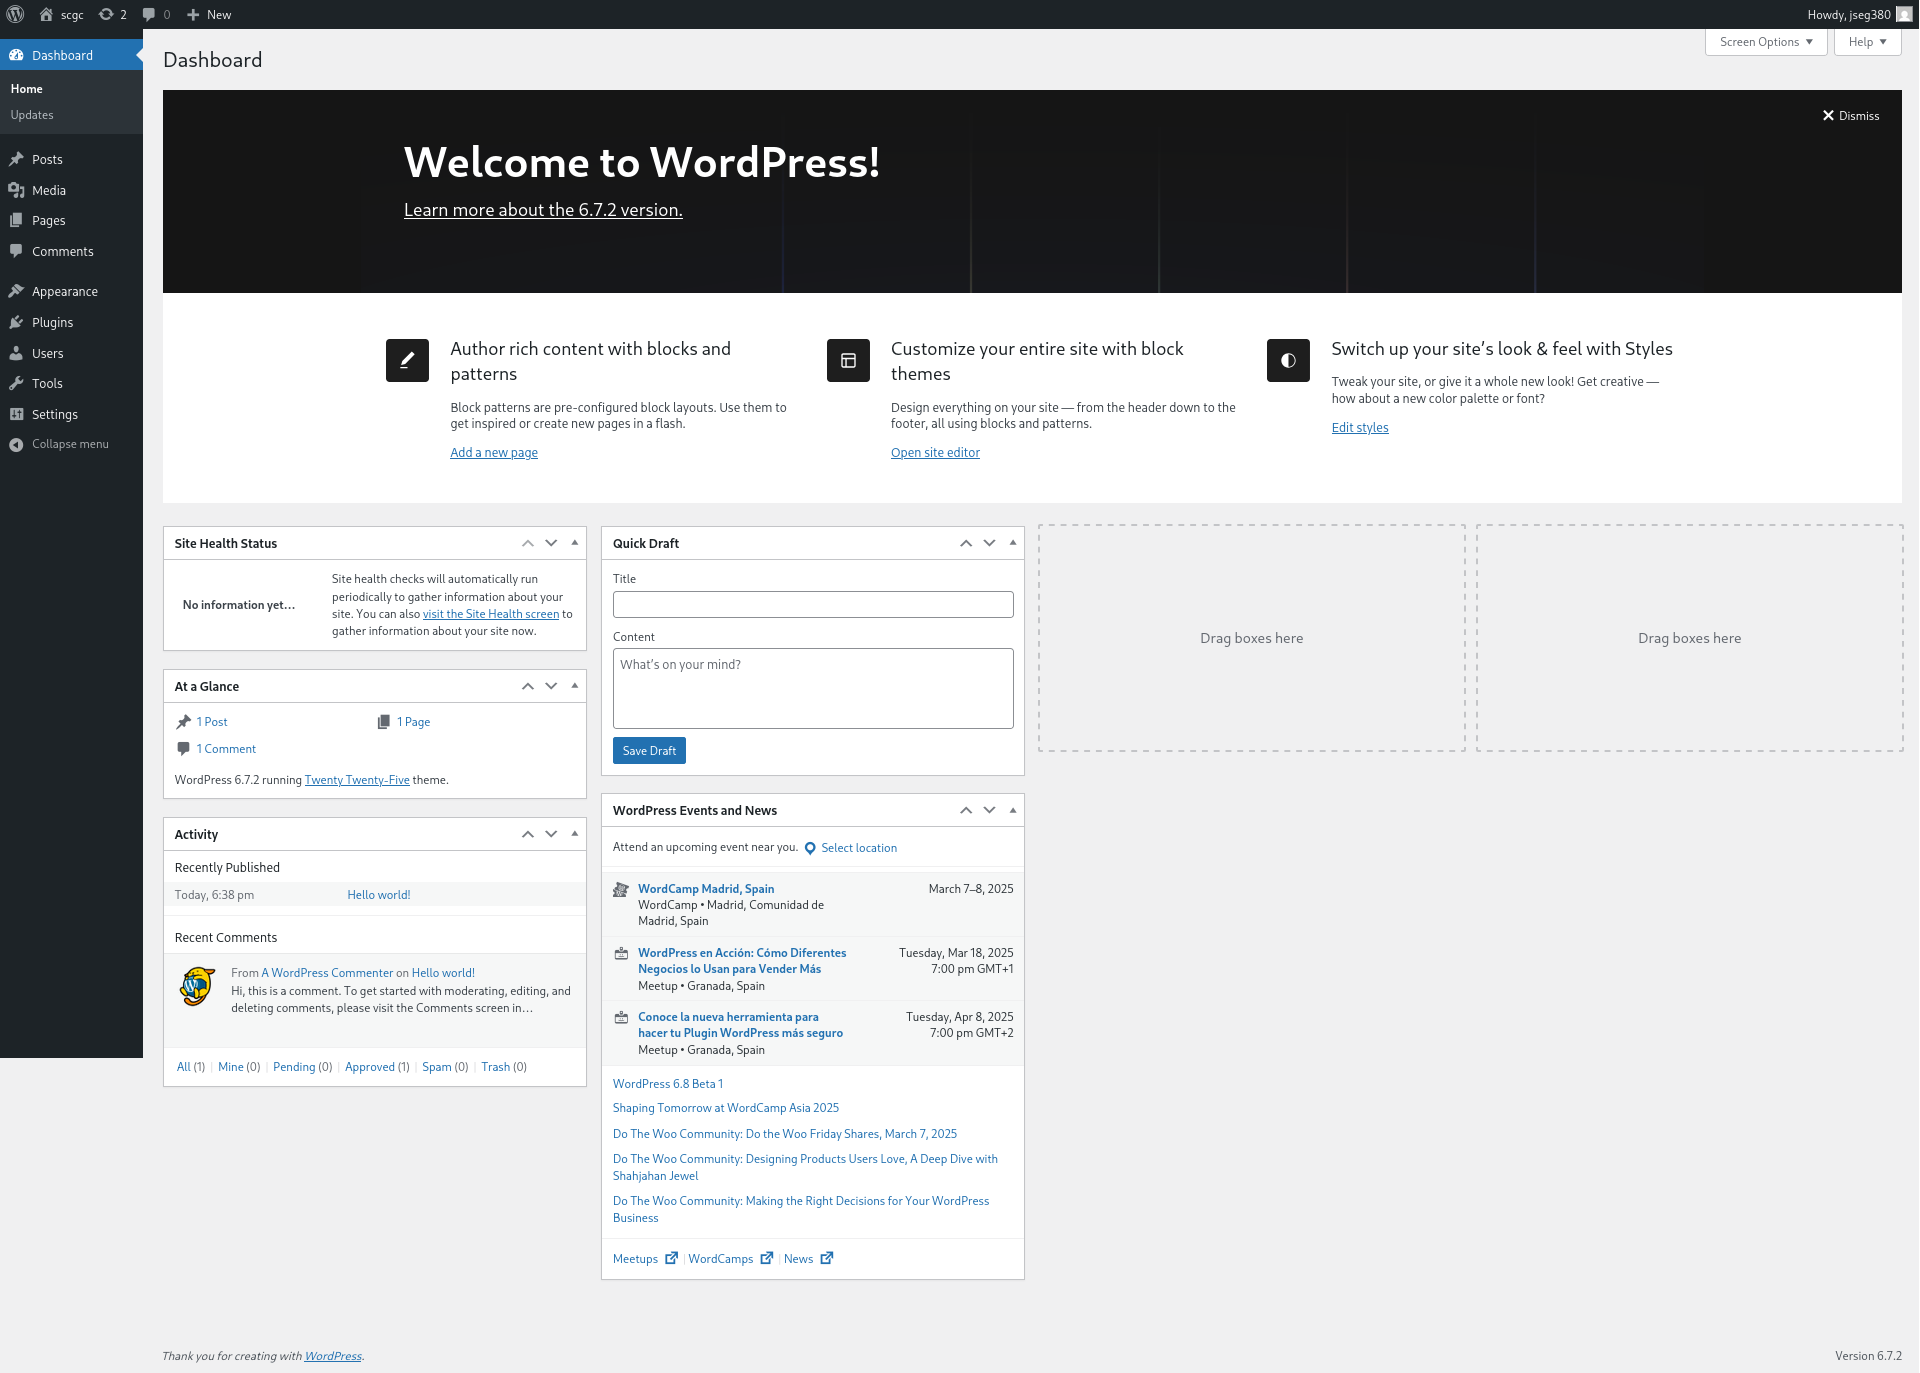 scgc
2
0
New
Howdy, jseg380
Screen Options
Help
Dashboard
Home
Updates
Posts
Media
Pages
Comments
Appearance
Plugins
Users
Tools
Settings
Collapse menu
Dashboard
Dismiss
Welcome to WordPress!
Learn more about the 6.7.2 version.
Author rich content with blocks and
patterns
Block patterns are pre-configured block layouts. Use them to
get inspired or create new pages in a flash.
Add a new page
Customize your entire site with block
themes
Design everything on your site — from the header down to the
footer, all using blocks and patterns.
Open site editor
Switch up your site’s look & feel with Styles
Tweak your site, or give it a whole new look! Get creative —
how about a new color palette or font?
Edit styles
Site Health Status
No information yet…
Site health checks will automatically run
periodically to gather information about your
site. You can also visit the Site Health screen to
gather information about your site now.
At a Glance
1 Post
1 Page
1 Comment
WordPress 6.7.2 running Twenty Twenty-Five theme.
Activity
Recently Published
Today, 6:38 pm
Hello world!
Recent Comments
From A WordPress Commenter on Hello world!
Hi, this is a comment. To get started with moderating, editing, and
deleting comments, please visit the Comments screen in…
All (1) | Mine (0) | Pending (0) | Approved (1) | Spam (0) | Trash (0)
Quick Draft
Title
Content
What’s on your mind?
Save Draft
WordPress Events and News
Attend an upcoming event near you. Select location
WordCamp Madrid, Spain
March 7–8, 2025
WordCamp • Madrid, Comunidad de
Madrid, Spain
WordPress en Acción: Cómo Diferentes
Tuesday, Mar 18, 2025
Negocios lo Usan para Vender Más
7:00 pm GMT+1
Meetup • Granada, Spain
Conoce la nueva herramienta para
Tuesday, Apr 8, 2025
hacer tu Plugin WordPress más seguro
7:00 pm GMT+2
Meetup • Granada, Spain
WordPress 6.8 Beta 1
Shaping Tomorrow at WordCamp Asia 2025
Do The Woo Community: Do the Woo Friday Shares, March 7, 2025
Do The Woo Community: Designing Products Users Love, A Deep Dive with
Shahjahan Jewel
Do The Woo Community: Making the Right Decisions for Your WordPress
Business
Meetups | WordCamps | News
Drag boxes here
Drag boxes here
Thank you for creating with WordPress.
Version 6.7.2